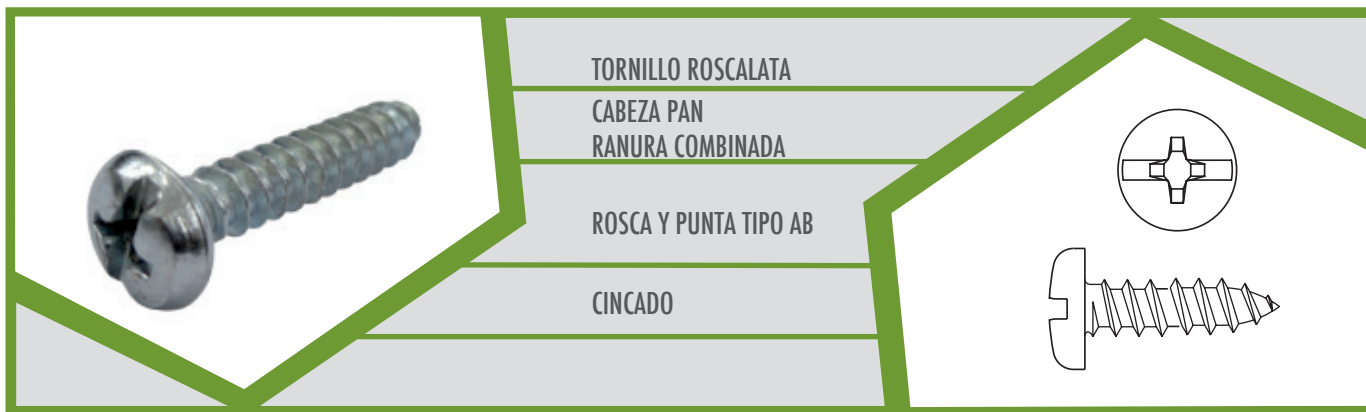 TORNILLO ROSCALATA
CABEZA PAN
RANURA COMBINADA
ROSCA Y PUNTA TIPO AB
CINCADO